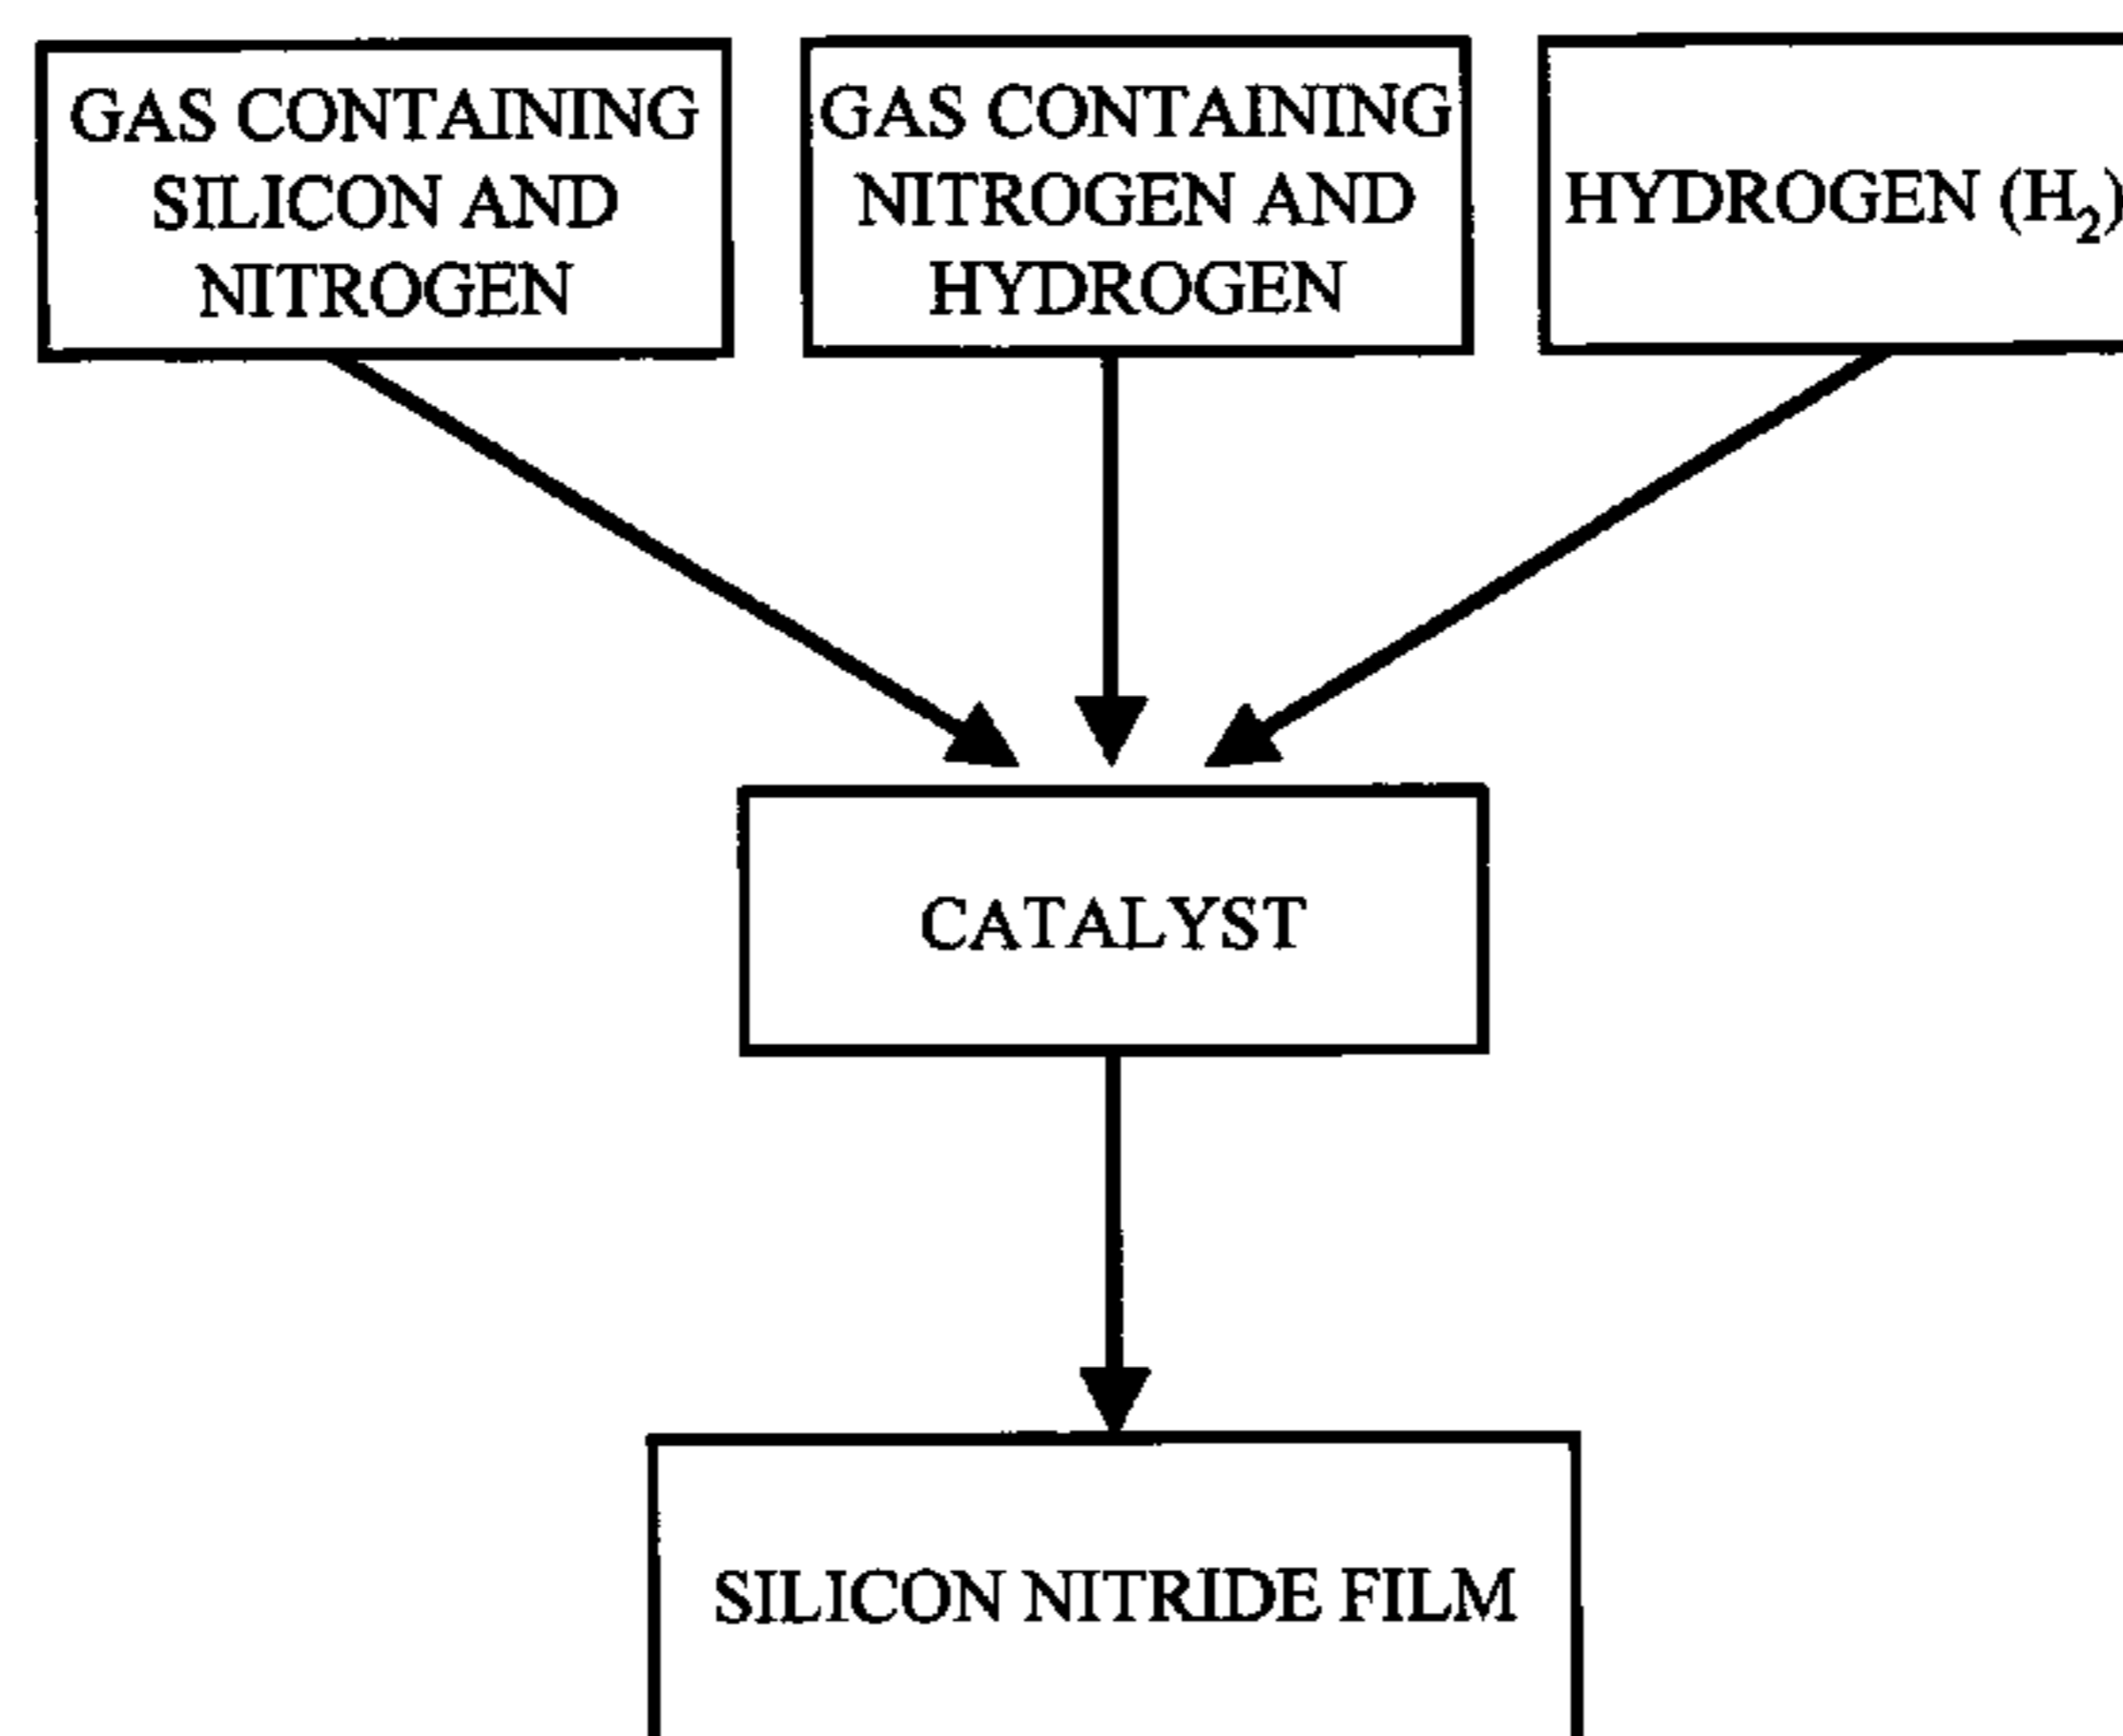 GAS CONTAINING
SILICON AND
NITROGEN
GAS CONTAINING
NITROGEN AND
HYDROGEN
HYDROGEN (H₂)
CATALYST
SILICON NITRIDE FILM